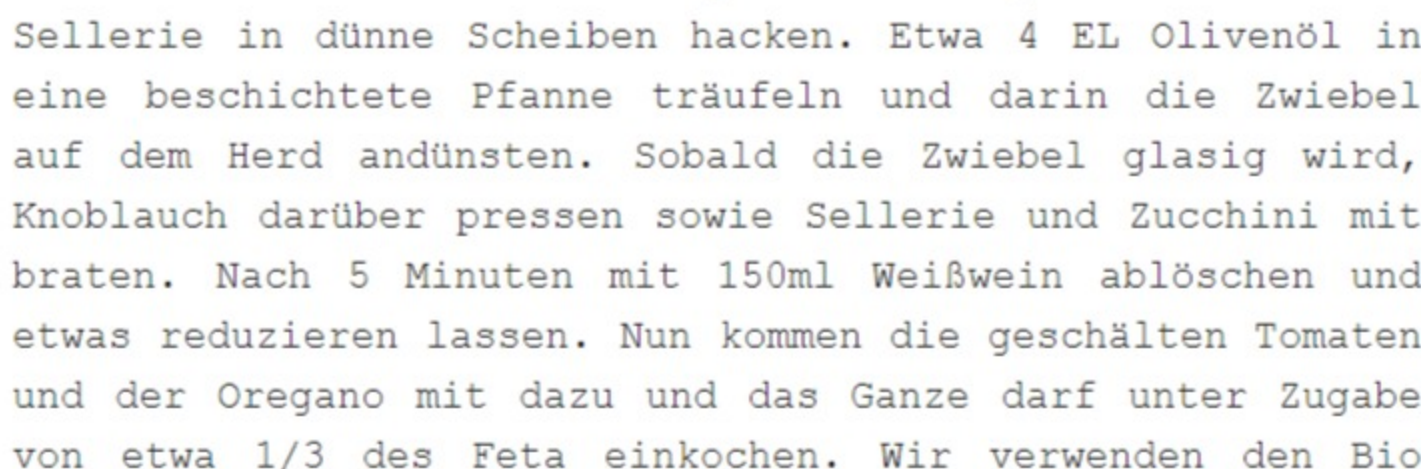 Sellerie in dünne Scheiben hacken. Etwa 4 EL Olivenöl in
eine beschichtete Pfanne träufeln und darin die Zwiebel
auf dem Herd andünsten. Sobald die Zwiebel glasig wird,
Knoblauch darüber pressen sowie Sellerie und Zucchini mit
braten. Nach 5 Minuten mit 150ml Weißwein ablöschen und
etwas reduzieren lassen. Nun kommen die geschälten Tomaten
und der Oregano mit dazu und das Ganze darf unter Zugabe
von etwa 1/3 des Feta einkochen. Wir verwenden den Bio